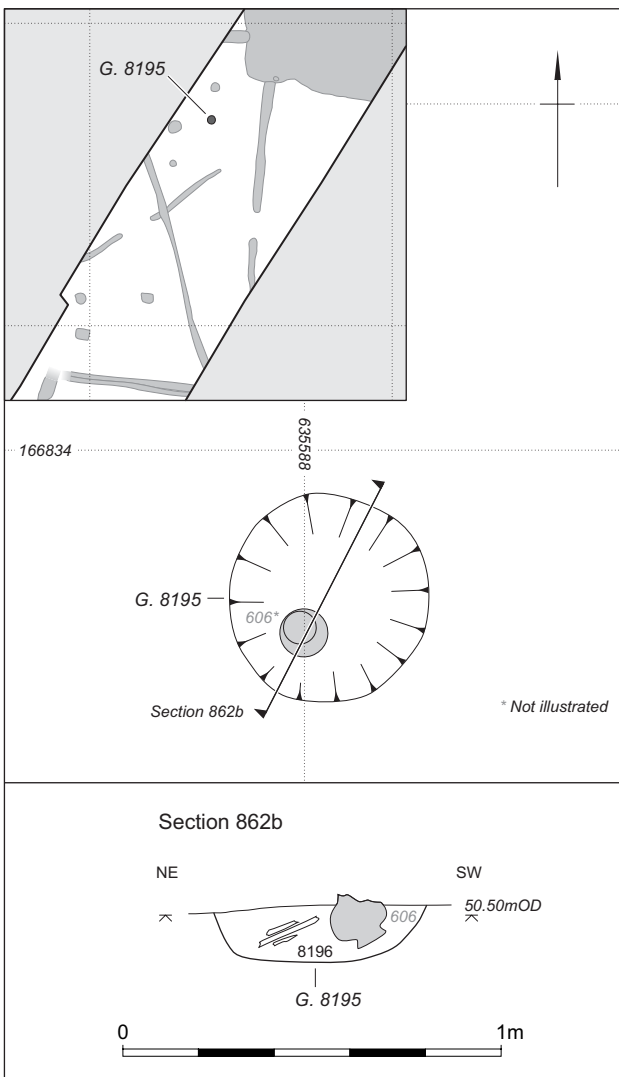 G. 8195
166834
635588
G. 8195
606*
Section 862b
* Not illustrated
Section 862b
NE
SW
50.50mOD
606
8196
G. 8195
0
1m